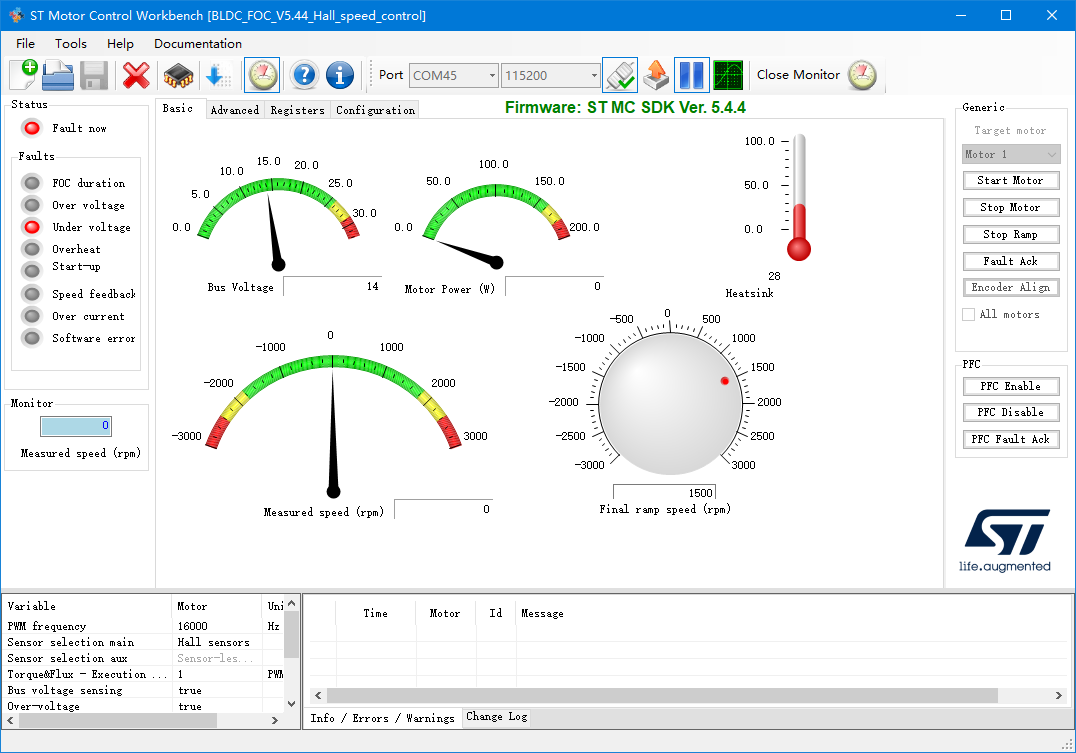 ST Motor Control Workbench [BLDC_FOC_V5.44_Hall_speed_control]
File Tools Help Documentation
Port COM45 115200 Close Monitor
Status
Fault now
Faults
FOC duration
Over voltage
Under voltage
Overheat
Start-up
Speed feedback
Over current
Software error
Monitor
0
Measured speed (rpm)
Basic Advanced Registers Configuration
Firmware: ST MC SDK Ver. 5.4.4
0.0 5.0 10.0 15.0 20.0 25.0 30.0
Bus Voltage 14
0.0 50.0 100.0 150.0 200.0
Motor Power (W) 0
100.0
50.0
0.0
28
Heatsink
-3000 -2000 -1000 0 1000 2000 3000
Measured speed (rpm) 0
-3000 -2500 -2000 -1500 -1000 -500 0 500 1000 1500 2000 2500 3000
1500
Final ramp speed (rpm)
Generic
Target motor
Motor 1
Start Motor
Stop Motor
Stop Ramp
Fault Ack
Encoder Align
All motors
PFC
PFC Enable
PFC Disable
PFC Fault Ack
ST
life.augmented
Variable Motor Uni
PWM frequency 16000 Hz
Sensor selection main Hall sensors
Sensor selection aux Sensor-les...
Torque&Flux - Execution ... 1 PWM
Bus voltage sensing true
Over-voltage true
Time Motor Id Message
Info / Errors / Warnings Change Log